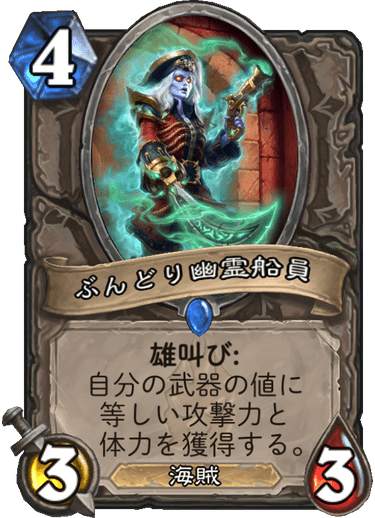 4
ぶんどり幽霊船員
雄叫び:
自分の武器の値に
等しい攻撃力と
体力を獲得する。
海賊
3
3